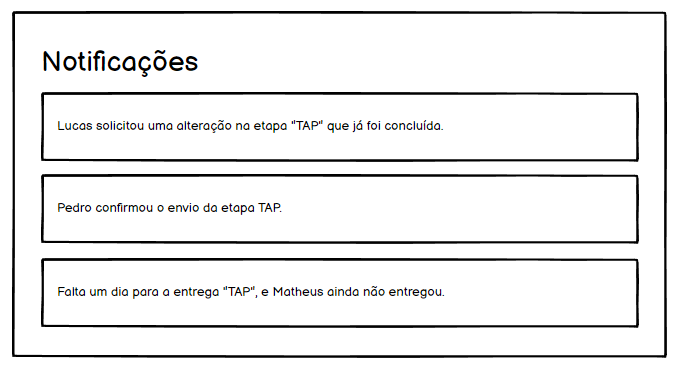 Notificações
Lucas solicitou uma alteração na etapa "TAP" que já foi concluída.
Pedro confirmou o envio da etapa TAP.
Falta um dia para a entrega "TAP", e Matheus ainda não entregou.